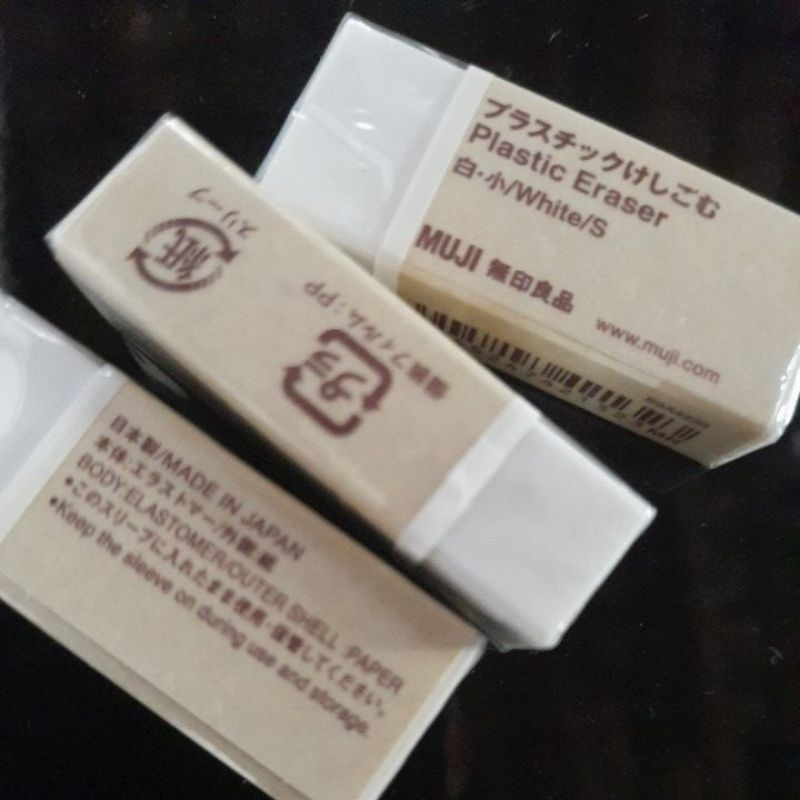 プラスチックけしごむ
Plastic Eraser
白・小/White/S
MUJI 無印良品
www.muji.com
紙
スリーブ
個装フィルム:PP
プラ
日本製/MADE IN JAPAN
本体:エラストマー/外側:紙
BODY:ELASTOMER/OUTER SHELL :PAPER
•このスリーブに入れたまま使用・保管してください。
•Keep the sleeve on during use and storage.